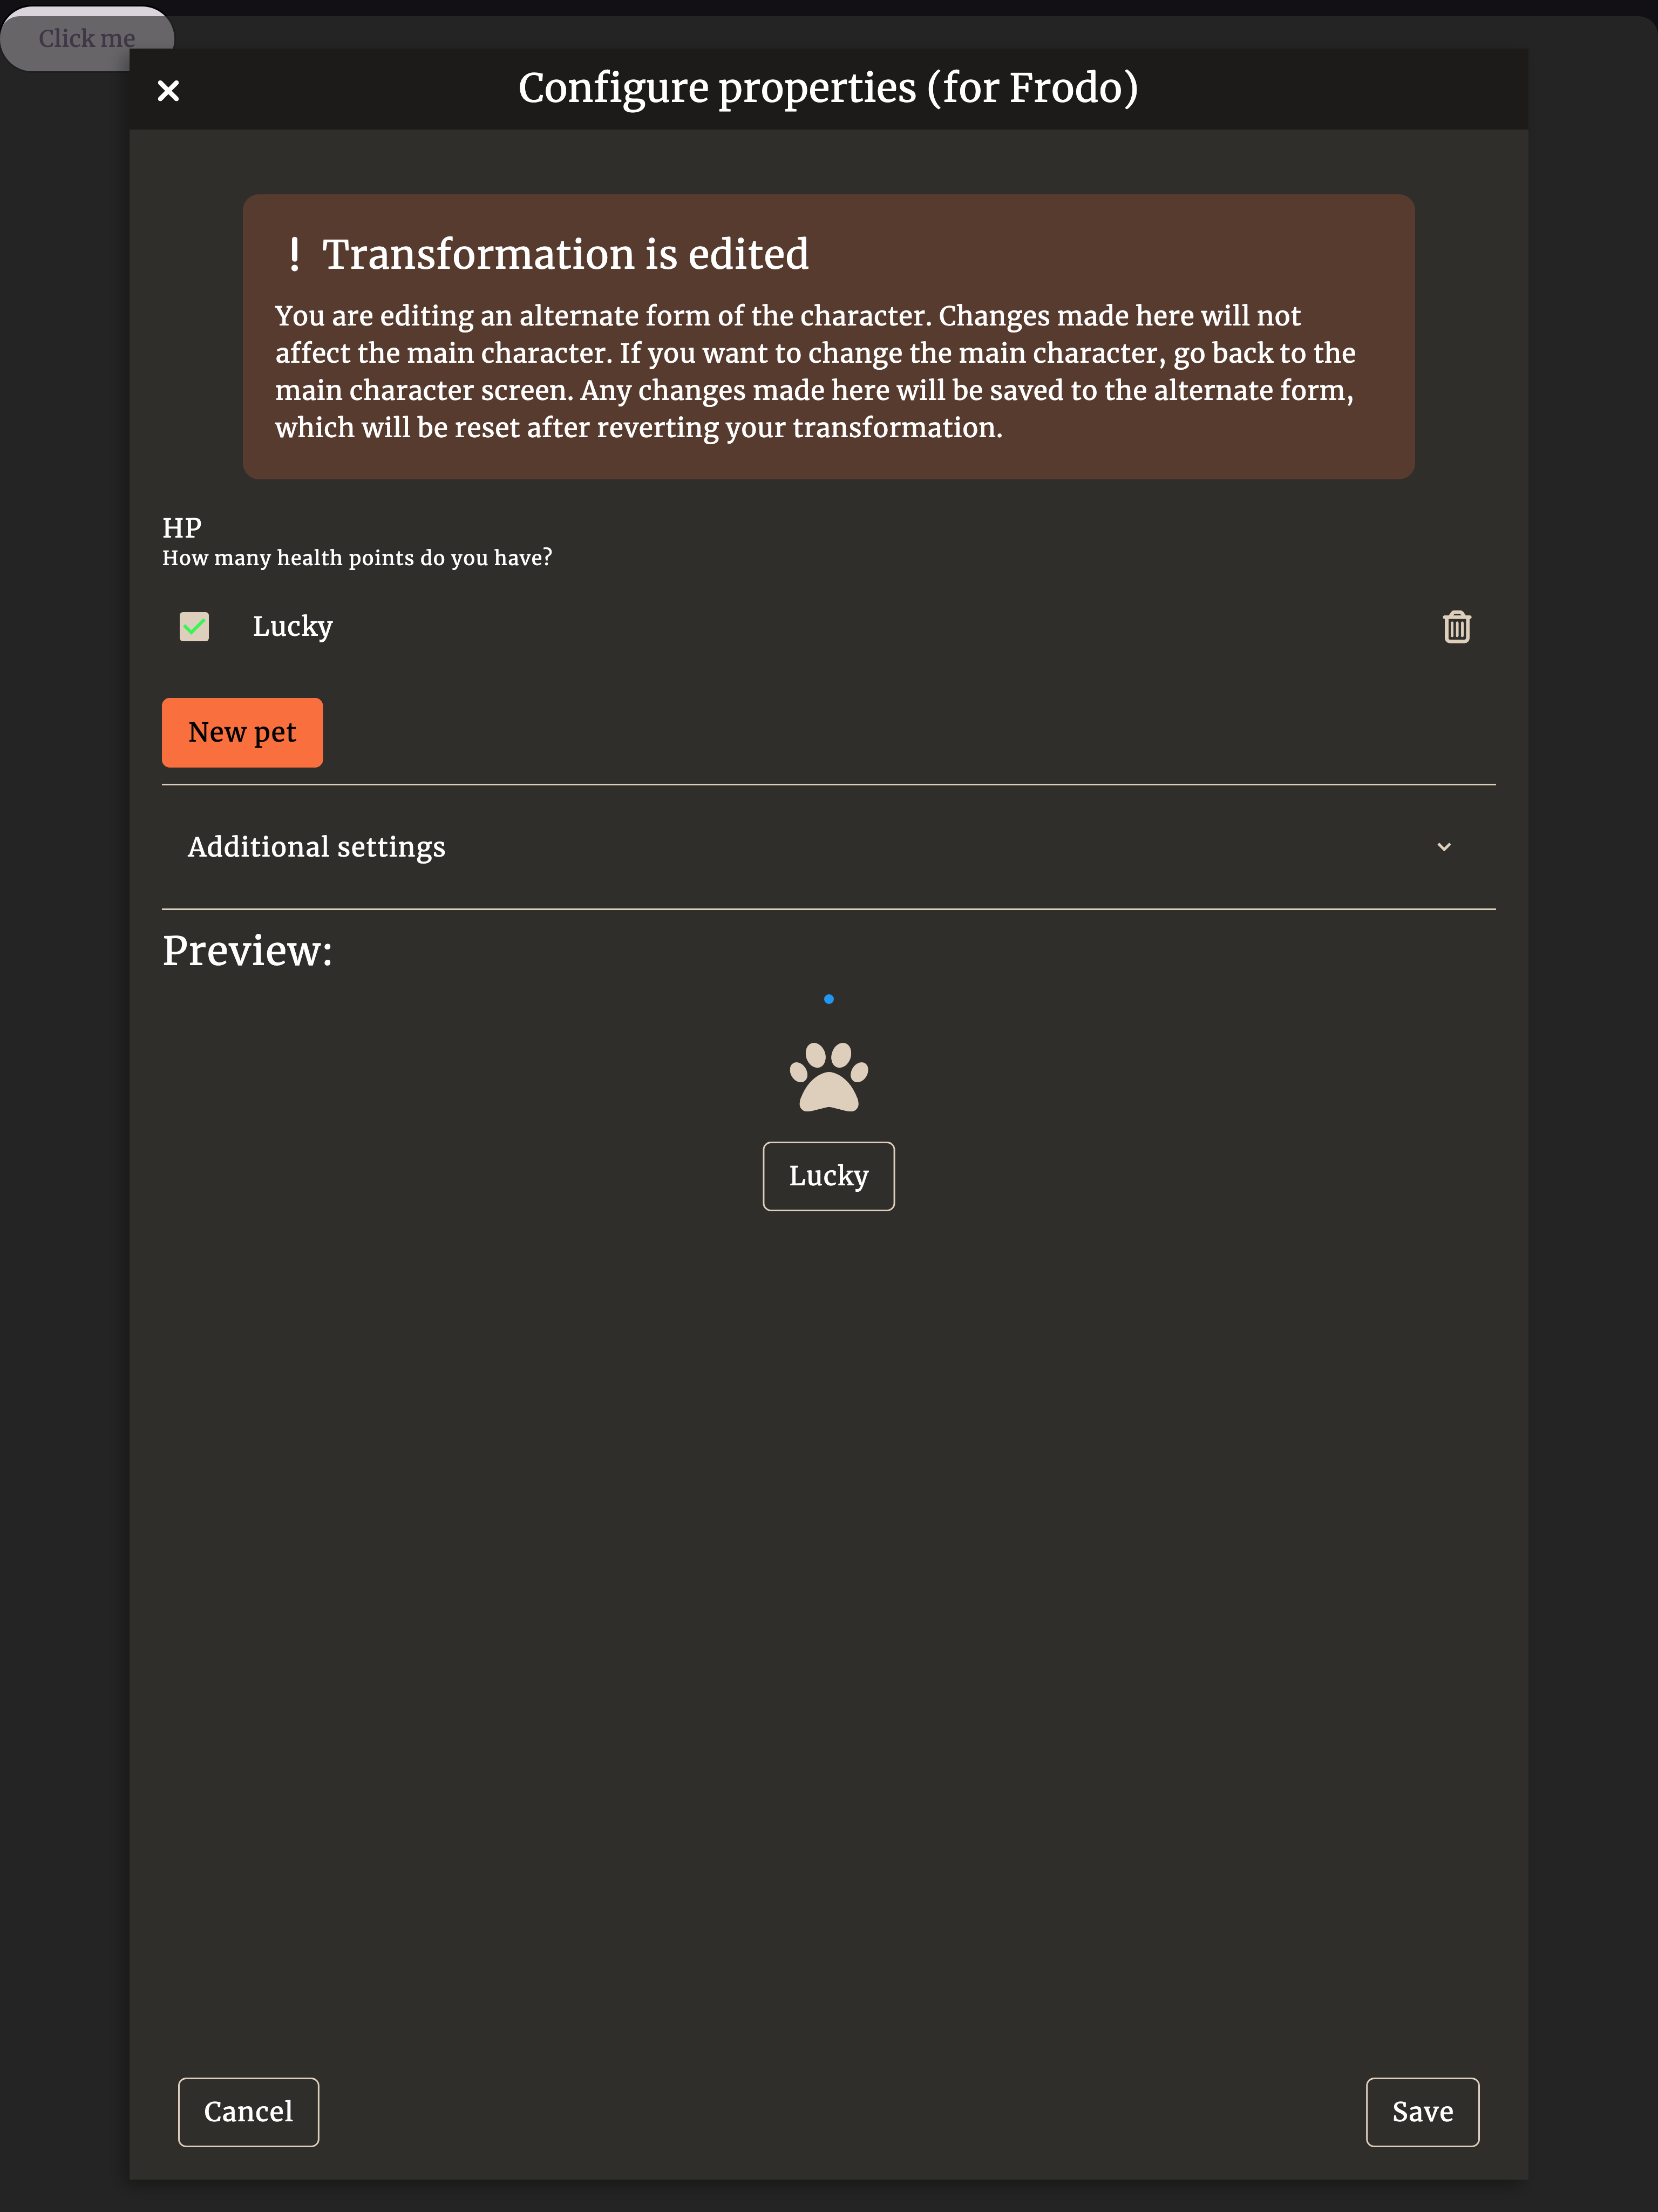 Click me
Configure properties (for Frodo)
! Transformation is edited
You are editing an alternate form of the character. Changes made here will not
affect the main character. If you want to change the main character, go back to the
main character screen. Any changes made here will be saved to the alternate form,
which will be reset after reverting your transformation.
HP
How many health points do you have?
Lucky
New pet
Additional settings
Preview:
Lucky
Cancel
Save